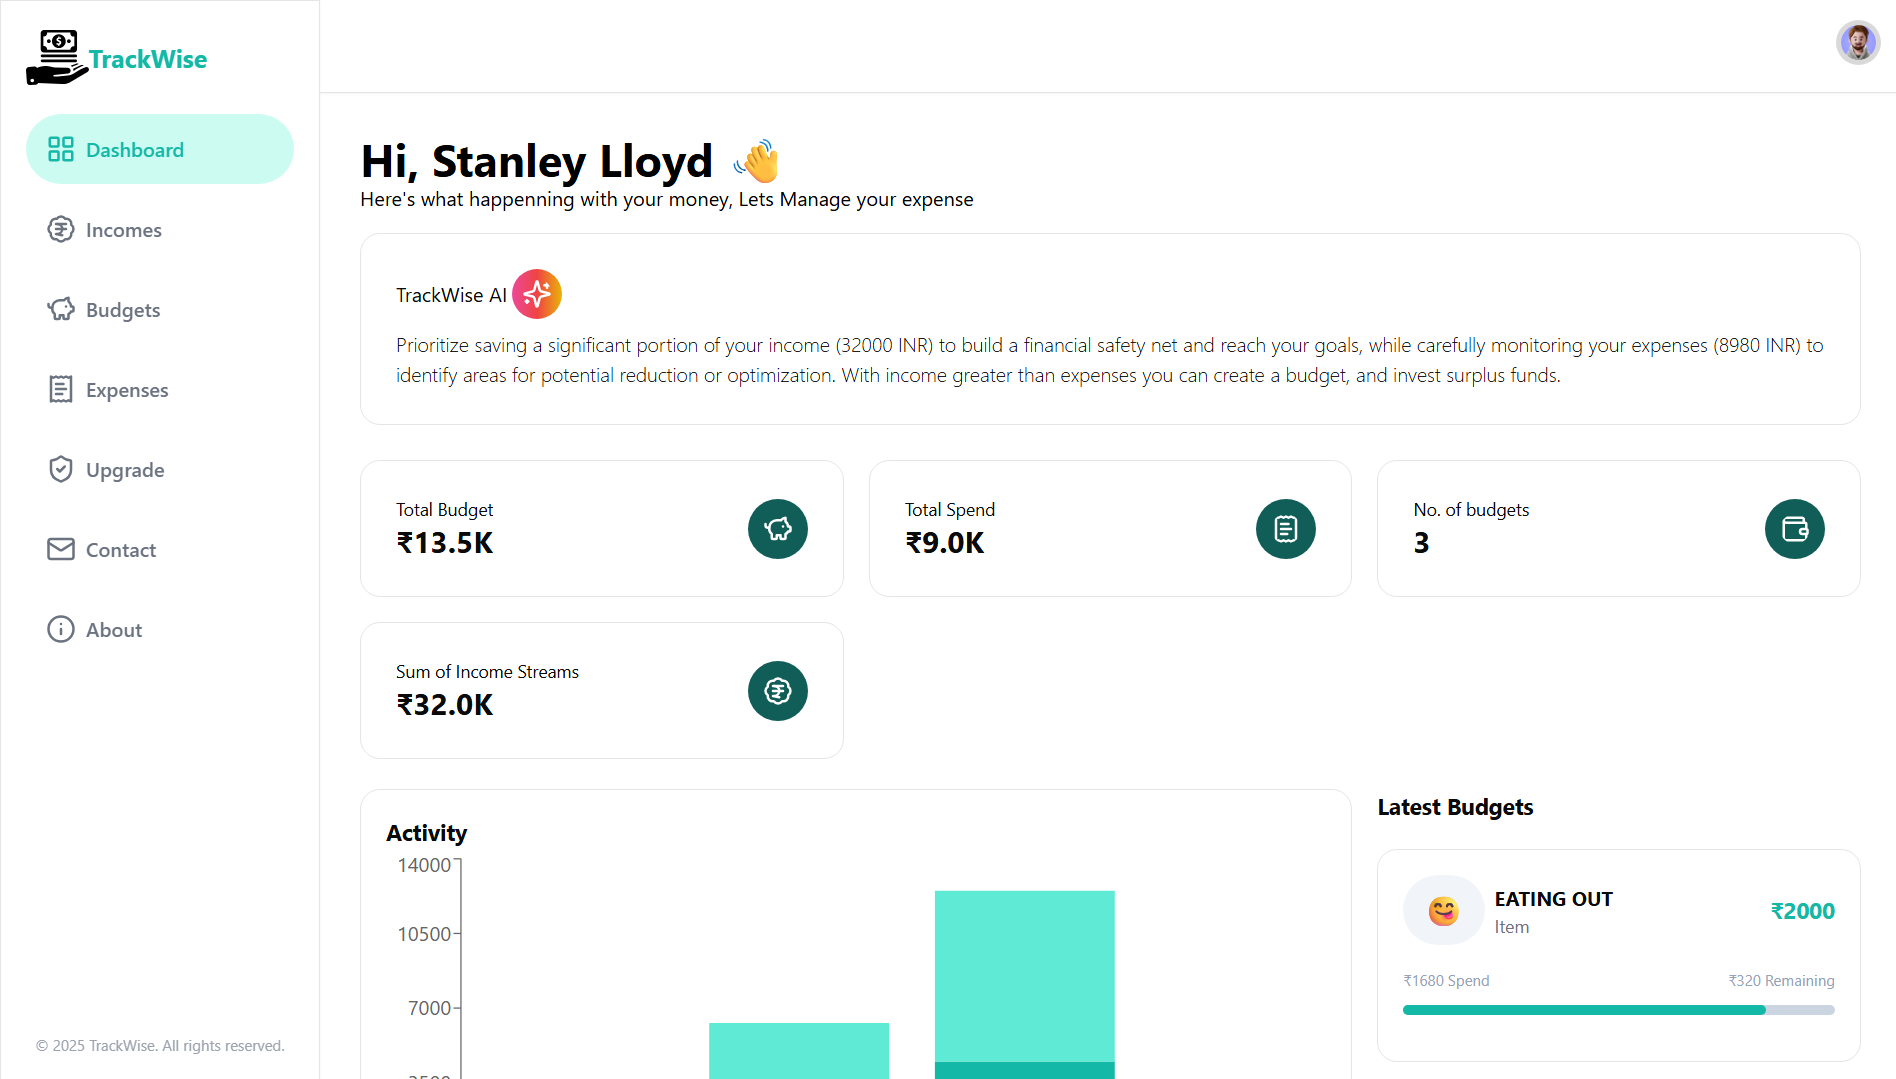 TrackWise
Dashboard
Incomes
Budgets
Expenses
Upgrade
Contact
About
© 2025 TrackWise. All rights reserved.
Hi, Stanley Lloyd 👋
Here's what happenning with your money, Lets Manage your expense
TrackWise AI
Prioritize saving a significant portion of your income (32000 INR) to build a financial safety net and reach your goals, while carefully monitoring your expenses (8980 INR) to
identify areas for potential reduction or optimization. With income greater than expenses you can create a budget, and invest surplus funds.
Total Budget
₹13.5K
Total Spend
₹9.0K
No. of budgets
3
Sum of Income Streams
₹32.0K
Activity
14000
10500
7000
3500
Latest Budgets
😋
EATING OUT
Item
₹2000
₹1680 Spend
₹320 Remaining